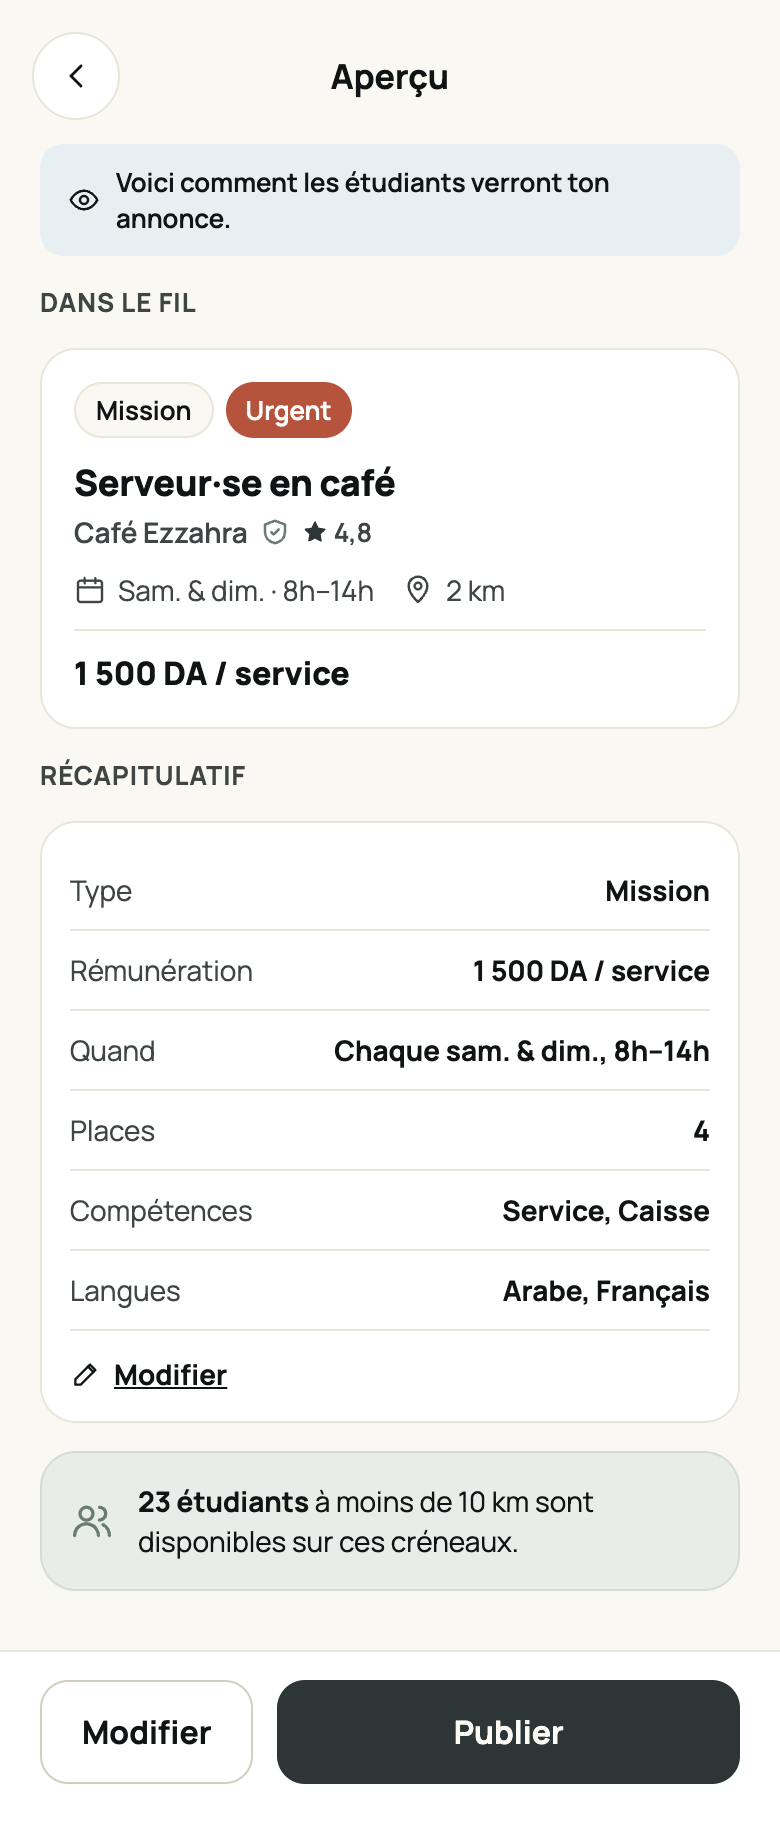 Aperçu
Voici comment les étudiants verront ton
annonce.
DANS LE FIL
Mission Urgent
Serveur·se en café
Café Ezzahra ★ 4,8
Sam. & dim. · 8h–14h 2 km
1 500 DA / service
RÉCAPITULATIF
Type Mission
Rémunération 1 500 DA / service
Quand Chaque sam. & dim., 8h–14h
Places 4
Compétences Service, Caisse
Langues Arabe, Français
Modifier
23 étudiants à moins de 10 km sont
disponibles sur ces créneaux.
Modifier Publier